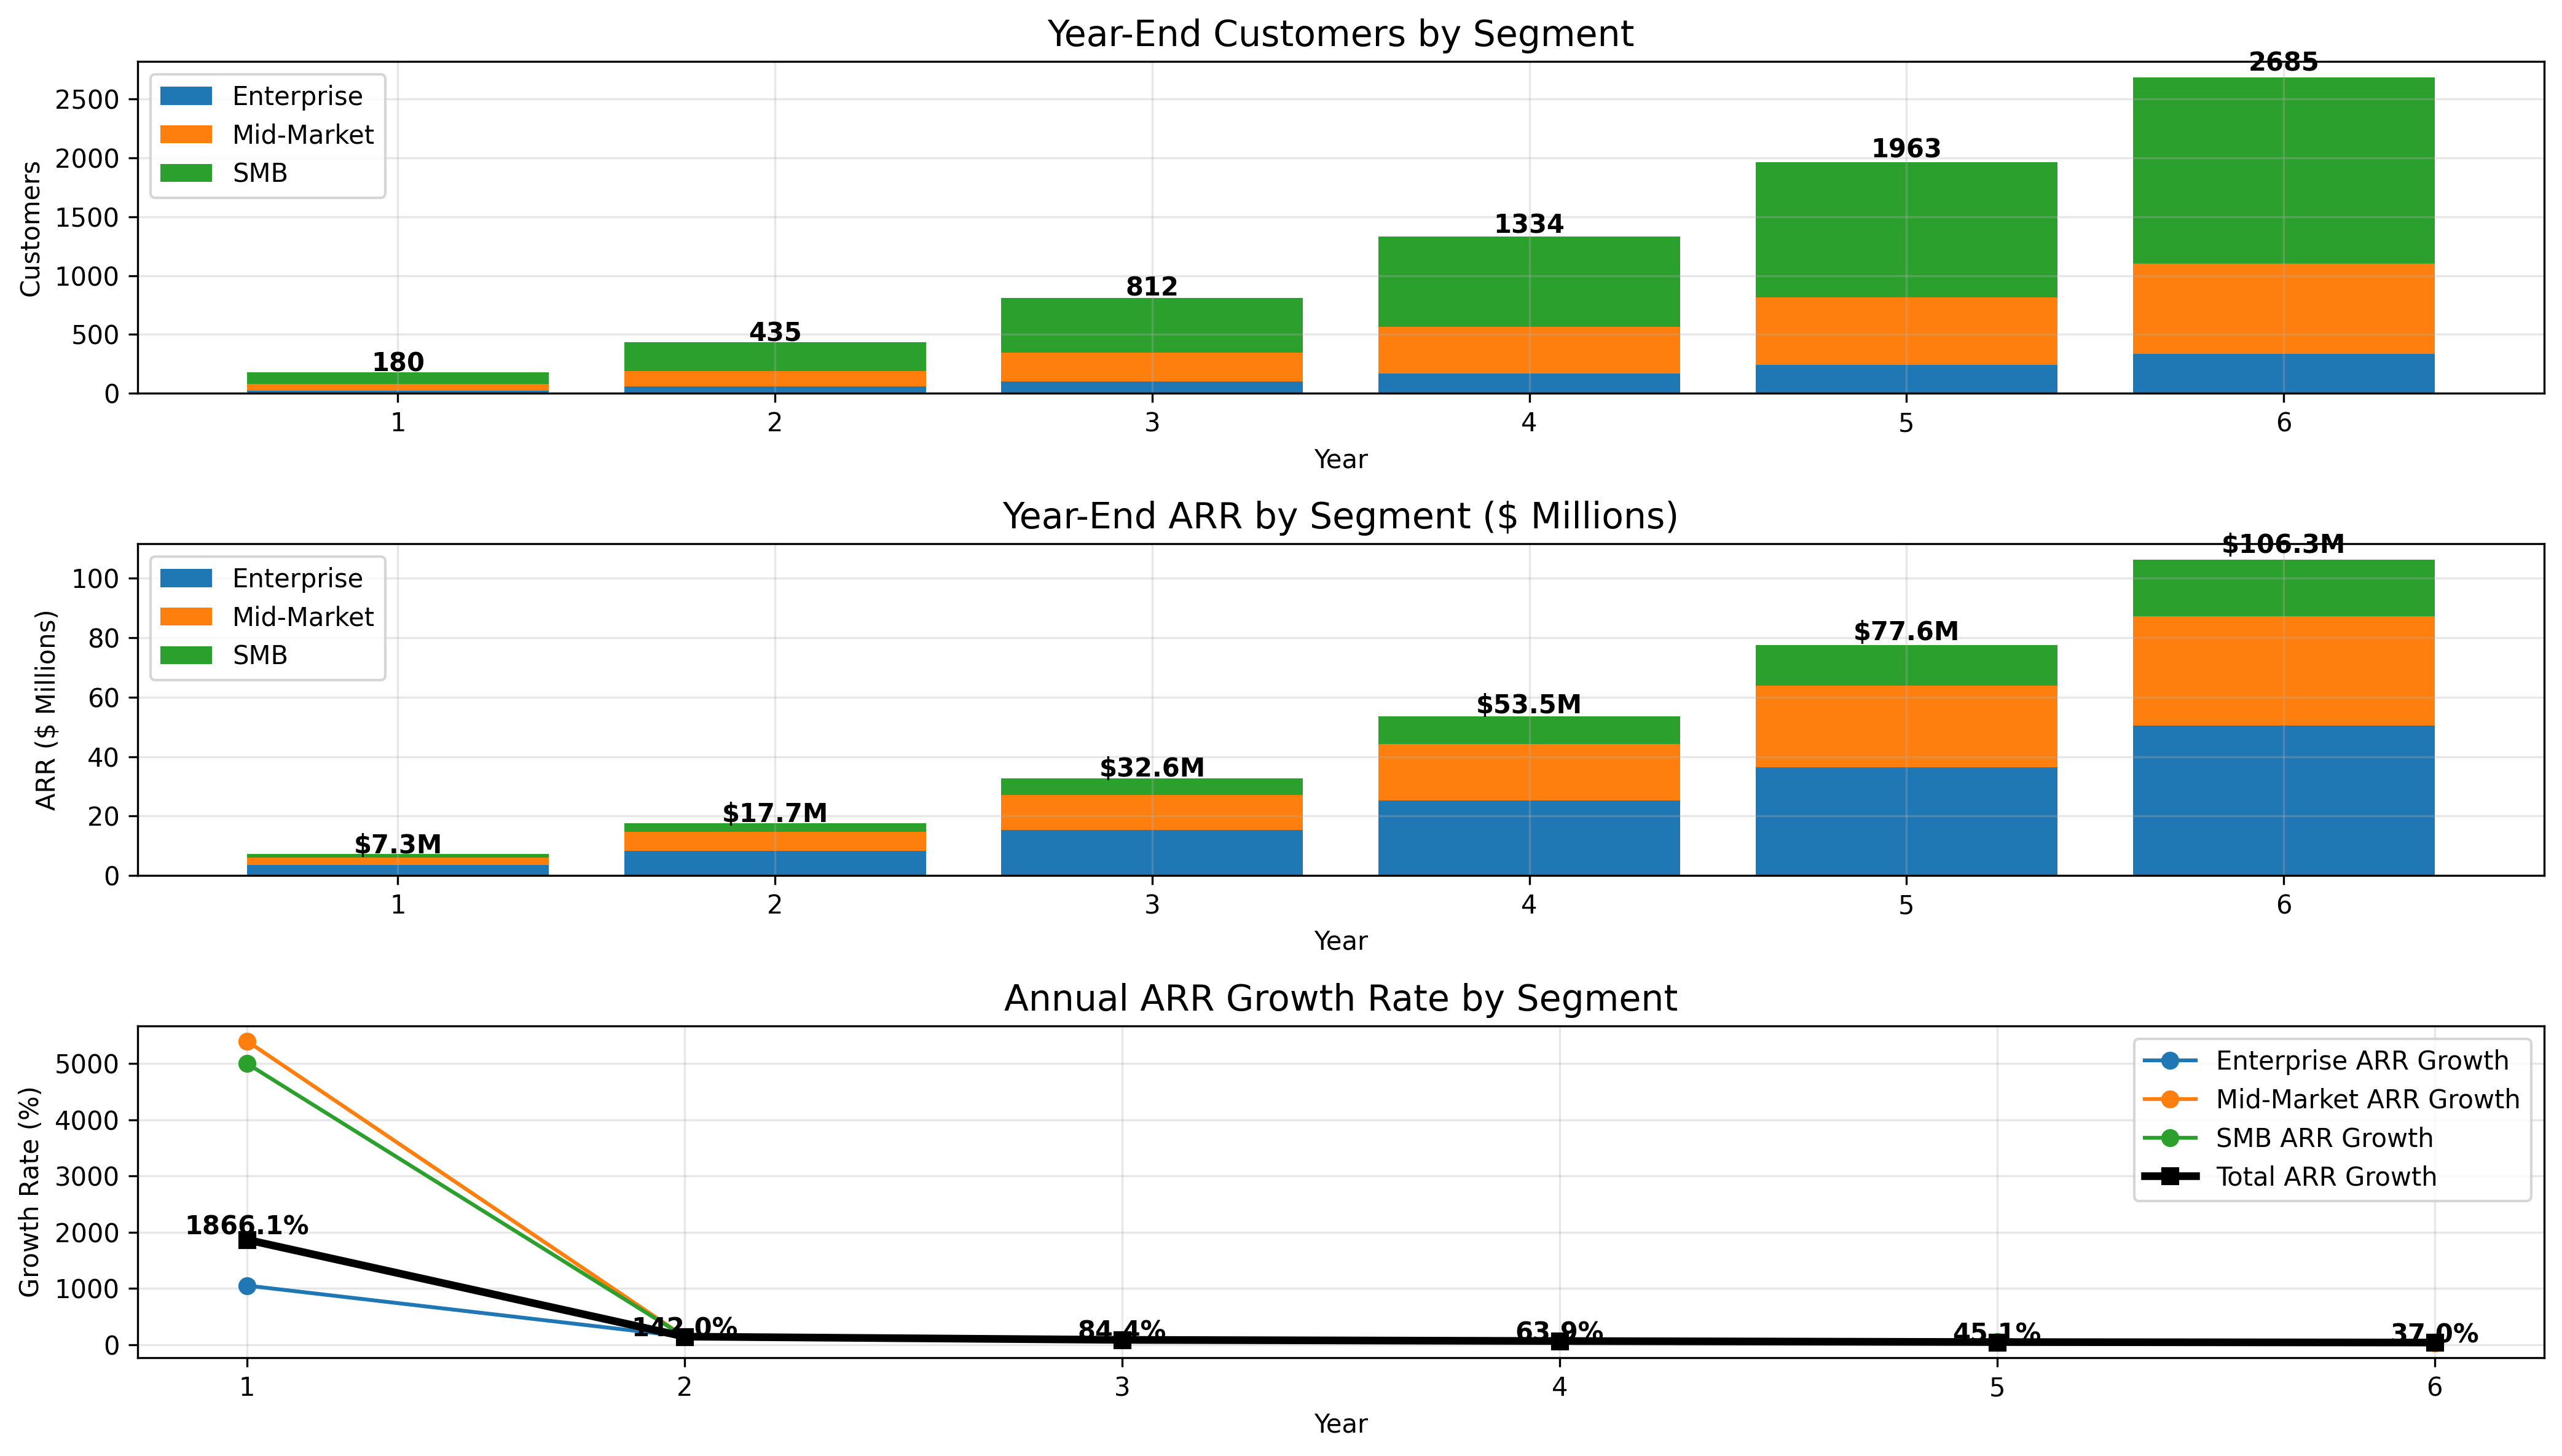 Year-End Customers by Segment
Customers
2500
2000
1500
1000
500
0
Enterprise
Mid-Market
SMB
180
435
812
1334
1963
2685
1 2 3 4 5 6
Year
Year-End ARR by Segment ($ Millions)
ARR ($ Millions)
100
80
60
40
20
0
Enterprise
Mid-Market
SMB
$7.3M
$17.7M
$32.6M
$53.5M
$77.6M
$106.3M
1 2 3 4 5 6
Year
Annual ARR Growth Rate by Segment
Growth Rate (%)
5000
4000
3000
2000
1000
0
Enterprise ARR Growth
Mid-Market ARR Growth
SMB ARR Growth
Total ARR Growth
1866.1%
142.0%
84.4%
63.9%
45.1%
37.0%
1 2 3 4 5 6
Year